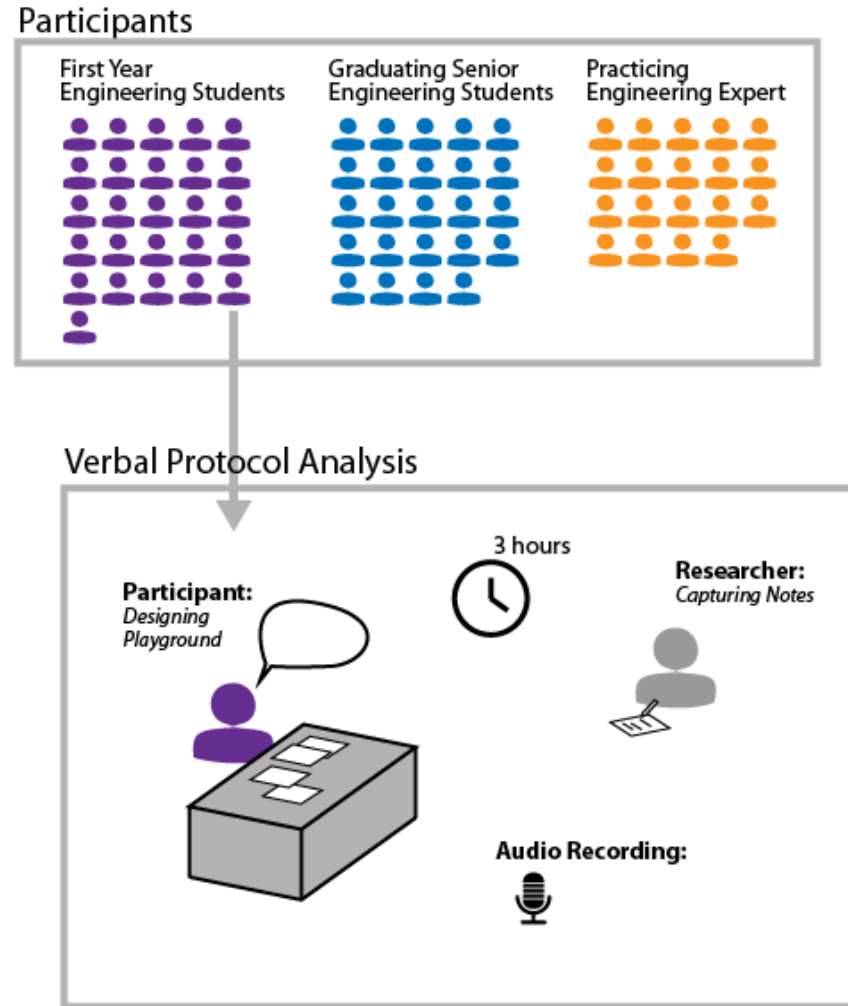 Participants
First Year
Engineering Students
Graduating Senior
Engineering Students
Practicing
Engineering Expert
Verbal Protocol Analysis
3 hours
Participant:
Designing
Playground
Researcher:
Capturing Notes
Audio Recording: